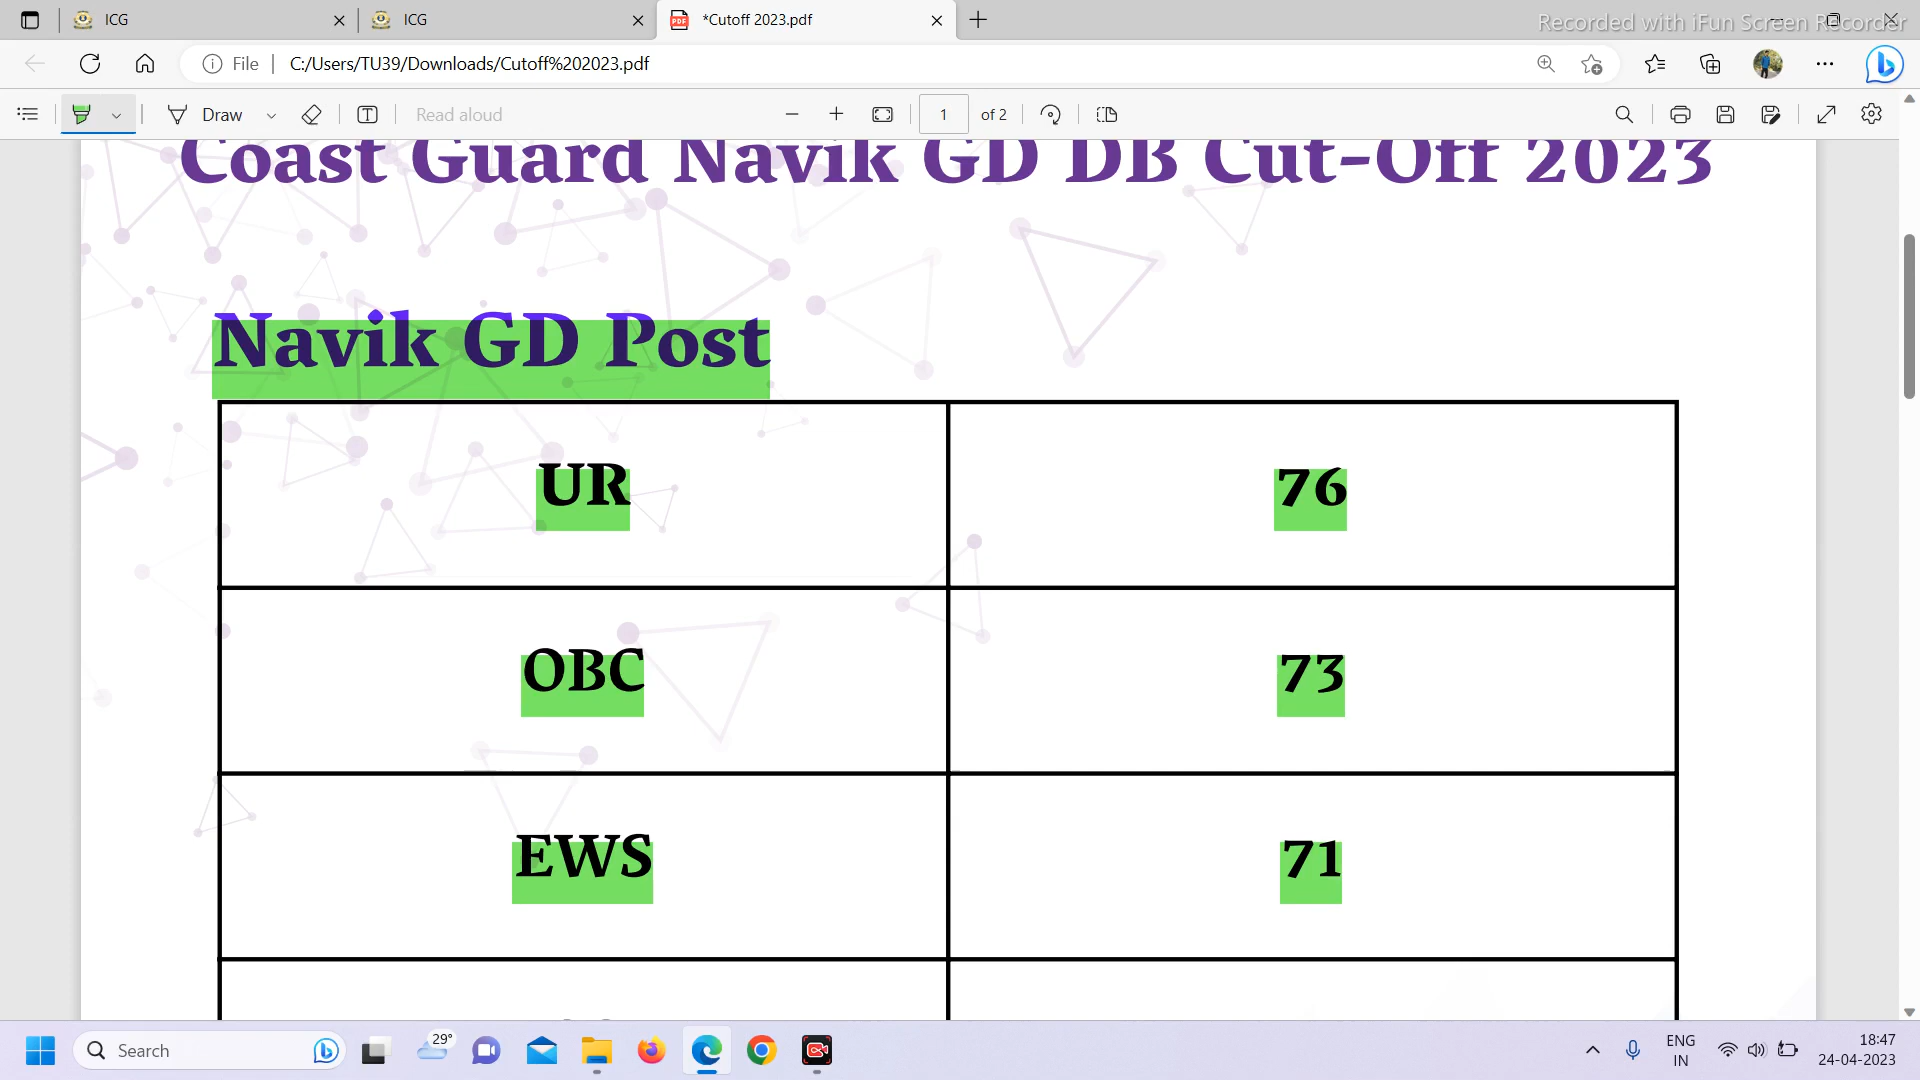 ICG
ICG
*Cutoff 2023.pdf
Recorded with iFun Screen Recorder
File
C:/Users/TU39/Downloads/Cutoff%202023.pdf
Draw
Read aloud
1
of 2
Coast Guard Navik GD DB Cut-Off 2023
Navik GD Post
UR
76
OBC
73
EWS
71
Search
29°
ENG
IN
18:47
24-04-2023